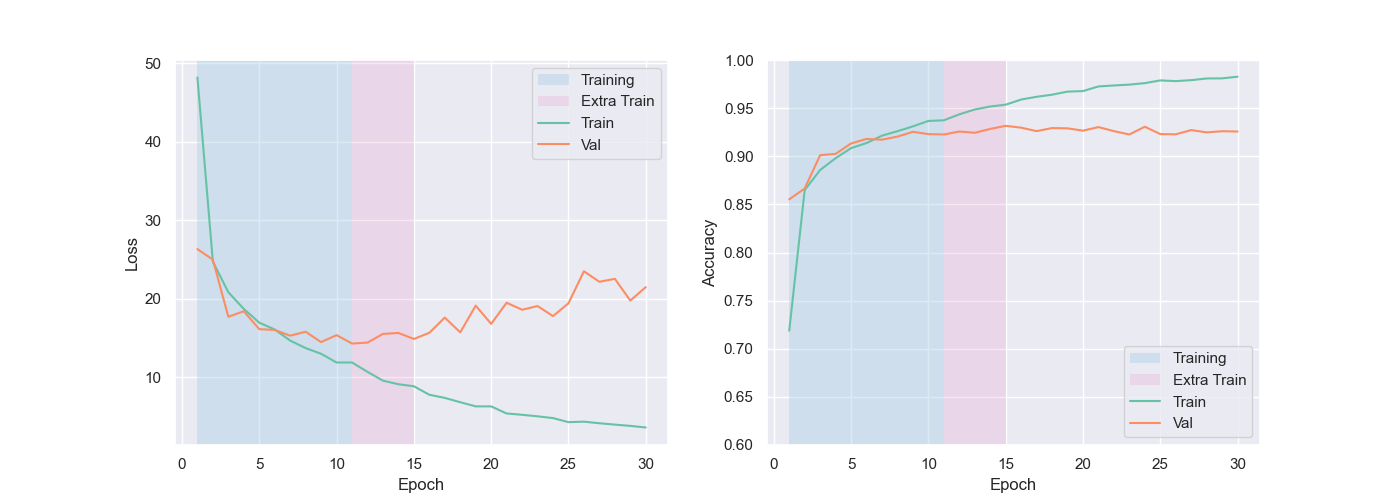 50
40
30
20
10
Loss
0 5 10 15 20 25 30
Epoch
Training
Extra Train
Train
Val
1.00
0.95
0.90
0.85
0.80
0.75
0.70
0.65
0.60
Accuracy
0 5 10 15 20 25 30
Epoch
Training
Extra Train
Train
Val